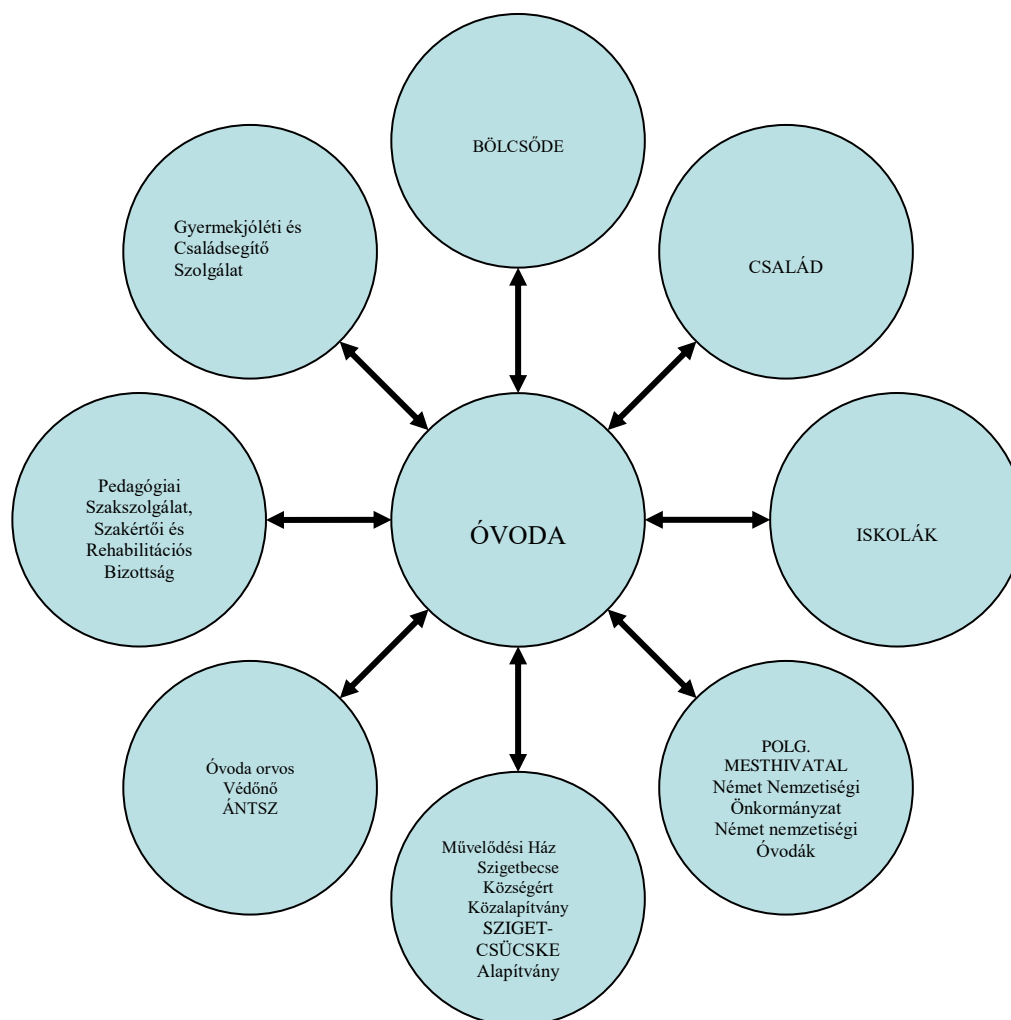 BÖLCSŐDE
Gyermekjóléti és
Családsegítő
Szolgálat
CSALÁD
Pedagógiai
Szakszolgálat,
Szakértői és
Rehabilitációs
Bizottság
ÓVODA
ISKOLÁK
Óvoda orvos
Védőnő
ÁNTSZ
POLG.
MESTHIVATAL
Német Nemzetiségi
Önkormányzat
Német nemzetiségi
Óvodák
Művelődési Ház
Szigetbecse
Községért
Közalapítvány
SZIGET-
CSÜCSKE
Alapítvány